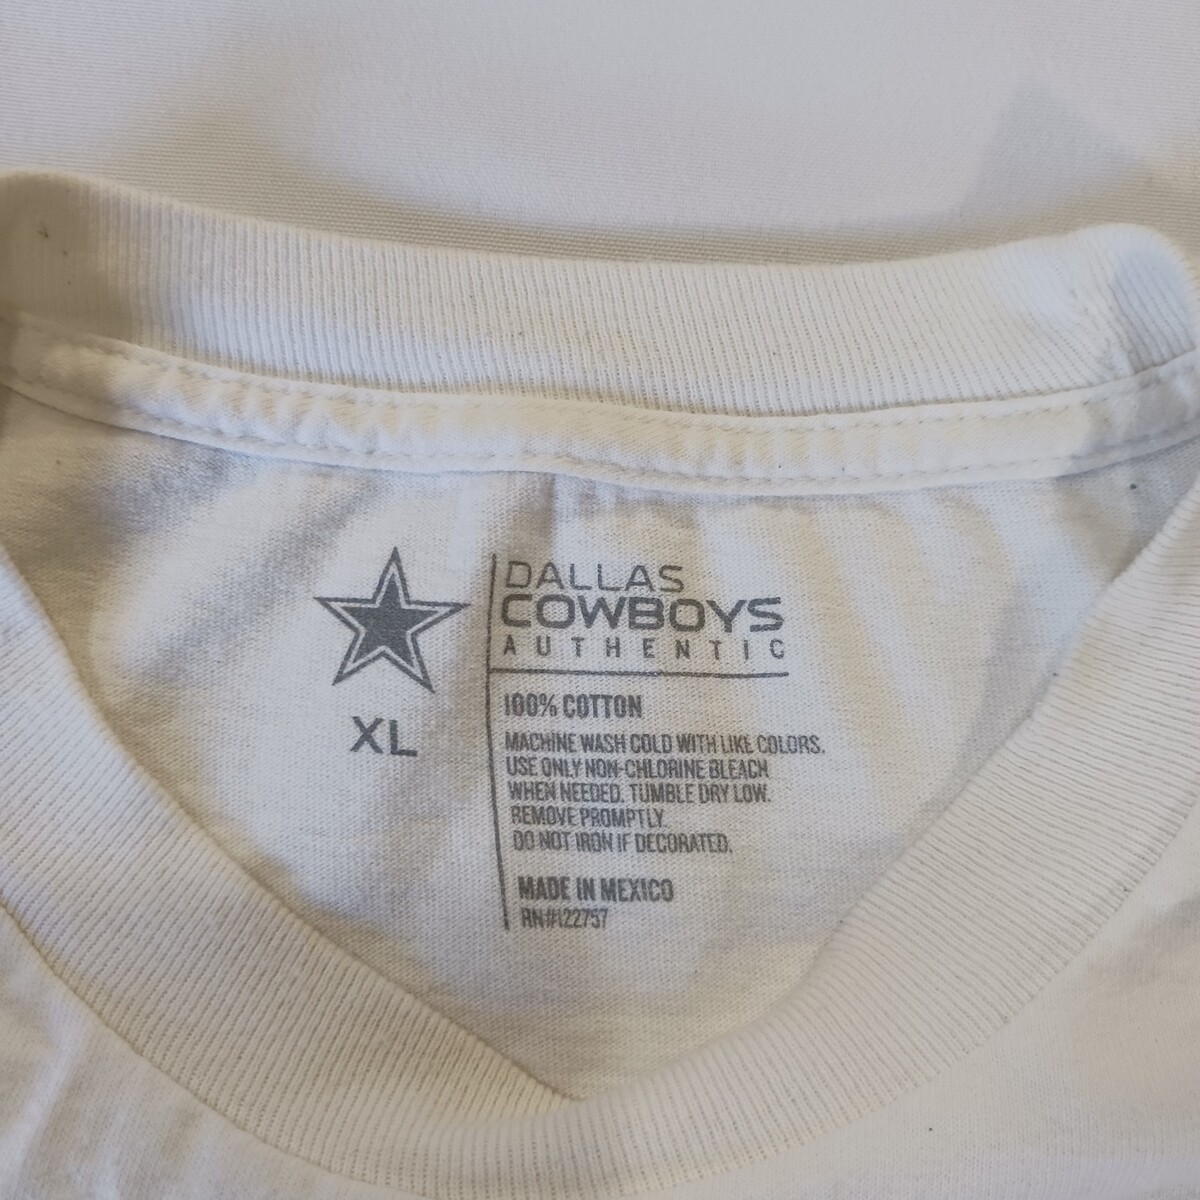 DALLAS
COWBOYS
AUTHENTIC
XL
100% COTTON
MACHINE WASH COLD WITH LIKE COLORS.
USE ONLY NON-CHLORINE BLEACH
WHEN NEEDED. TUMBLE DRY LOW.
REMOVE PROMPTLY.
DO NOT IRON IF DECORATED.
MADE IN MEXICO
RN#122757